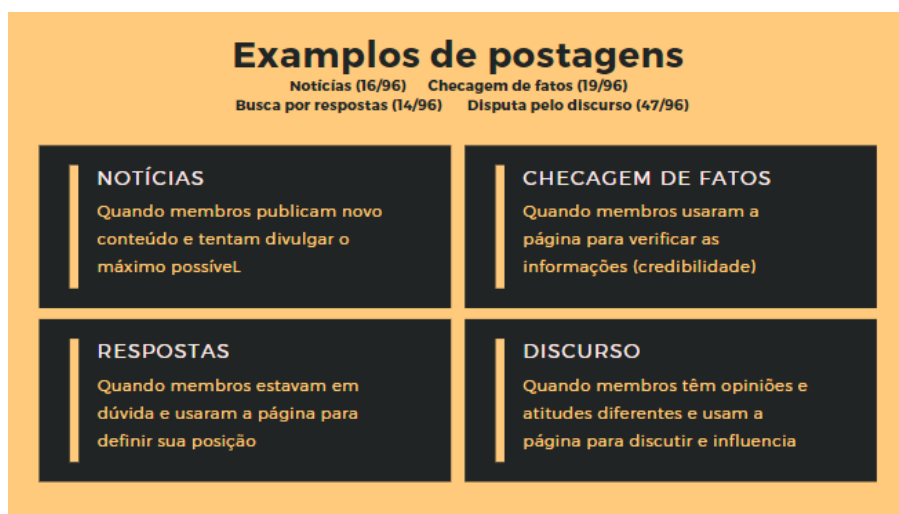 Examplos de postagens
Notícias (16/96) Checagem de fatos (19/96)
Busca por respostas (14/96) Disputa pelo discurso (47/96)
NOTÍCIAS
Quando membros publicam novo
conteúdo e tentam divulgar o
máximo possíveL
CHECAGEM DE FATOS
Quando membros usaram a
página para verificar as
informações (credibilidade)
RESPOSTAS
Quando membros estavam em
dúvida e usaram a página para
definir sua posição
DISCURSO
Quando membros têm opiniões e
atitudes diferentes e usam a
página para discutir e influencia